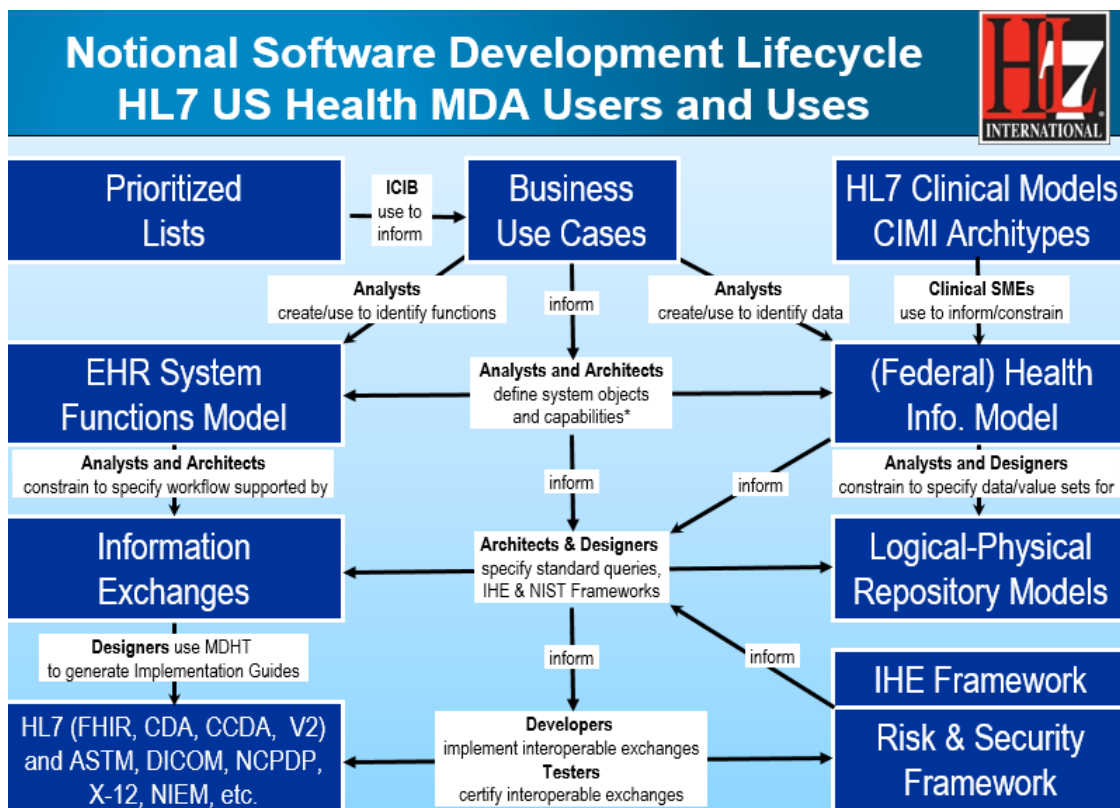 Notional Software Development Lifecycle
HL7 US Health MDA Users and Uses
HL7
INTERNATIONAL
®
Prioritized
Lists
ICIB
use to
inform
Business
Use Cases
HL7 Clinical Models
CIMI Architypes
Analysts
create/use to identify functions
inform
Analysts
create/use to identify data
Clinical SMEs
use to inform/constrain
EHR System
Functions Model
Analysts and Architects
define system objects
and capabilities*
(Federal) Health
Info. Model
Analysts and Architects
constrain to specify workflow supported by
inform
inform
Analysts and Designers
constrain to specify data/value sets for
Information
Exchanges
Architects & Designers
specify standard queries,
IHE & NIST Frameworks
Logical-Physical
Repository Models
Designers use MDHT
to generate Implementation Guides
inform
inform
IHE Framework
HL7 (FHIR, CDA, CCDA, V2)
and ASTM, DICOM, NCPDP,
X-12, NIEM, etc.
Developers
implement interoperable exchanges
Testers
certify interoperable exchanges
Risk & Security
Framework